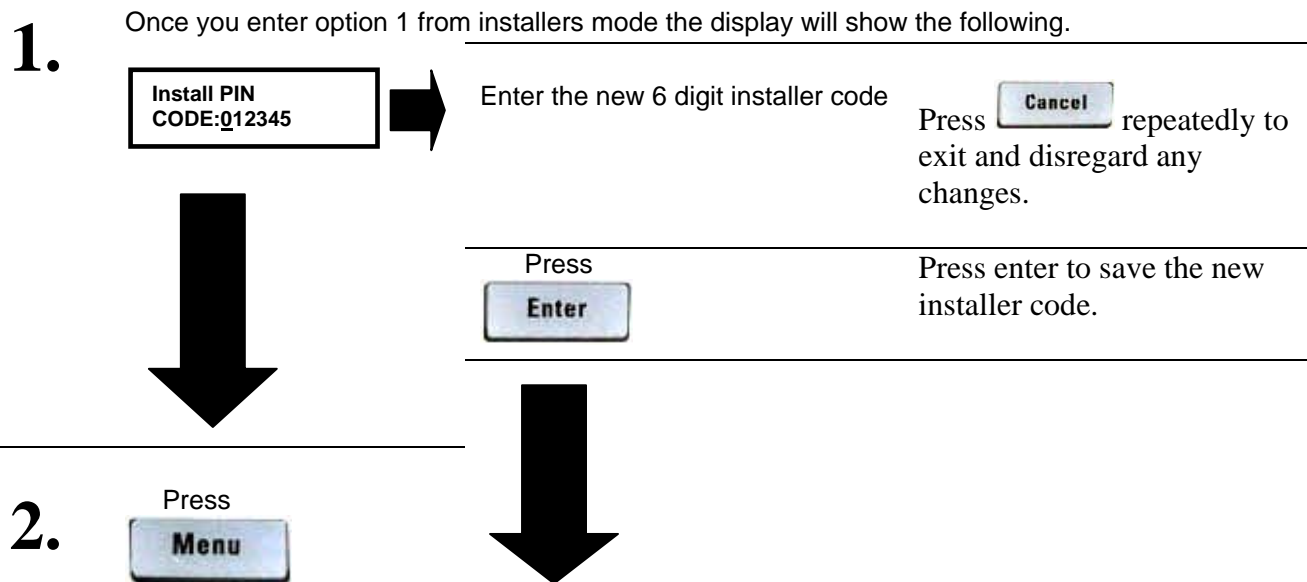 Once you enter option 1 from installers mode the display will show the following.
1.
Install PIN
CODE:012345
Enter the new 6 digit installer code
Press Cancel repeatedly to
exit and disregard any
changes.
Press
Enter
Press enter to save the new
installer code.
2.
Press
Menu